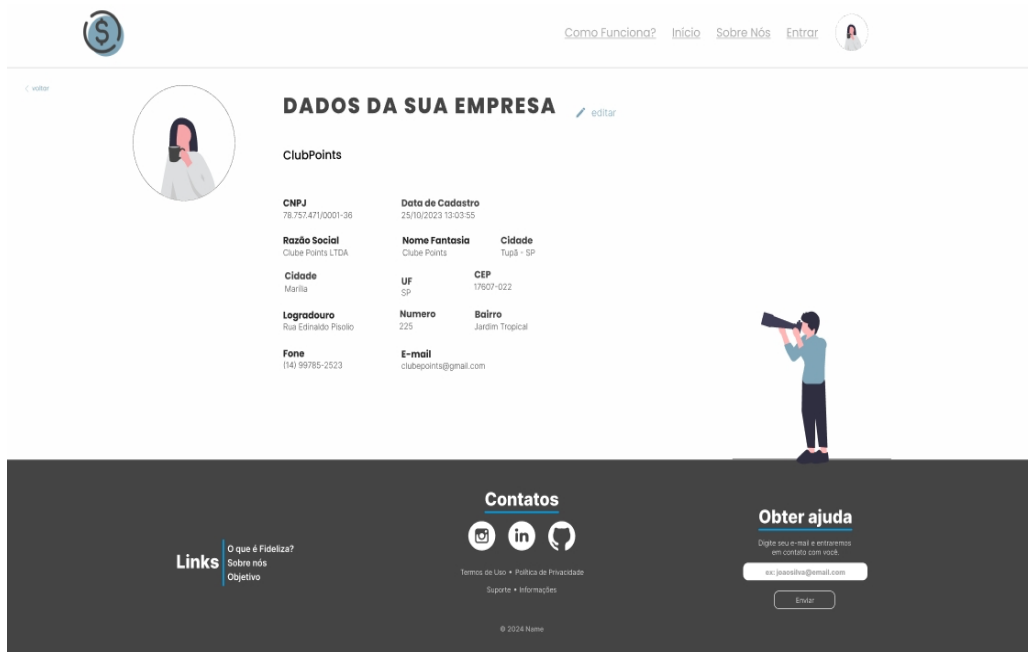 $
Como Funciona? Inicio Sobre Nós Entrar
voltar
DADOS DA SUA EMPRESA
editar
ClubPoints
CNPJ Data de Cadastro
78.757.471/0001-36 25/10/2023 13:03:55
Razão Social Nome Fantasia Cidade
Clube Points LTDA Clube Points Tupã - SP
Cidade UF CEP
Marília SP 17607-022
Logradouro Numero Bairro
Rua Edinaldo Pisolio 225 Jardim Tropical
Fone E-mail
(14) 99785-2523 clubepoints@gmail.com
Links
O que é Fideliza?
Sobre nós
Objetivo
Contatos
in
Termos de Uso • Política de Privacidade
Suporte • Informações
© 2024 Name
Obter ajuda
Digite seu e-mail e entraremos
em contato com você.
ex: joaosilva@email.com
Enviar